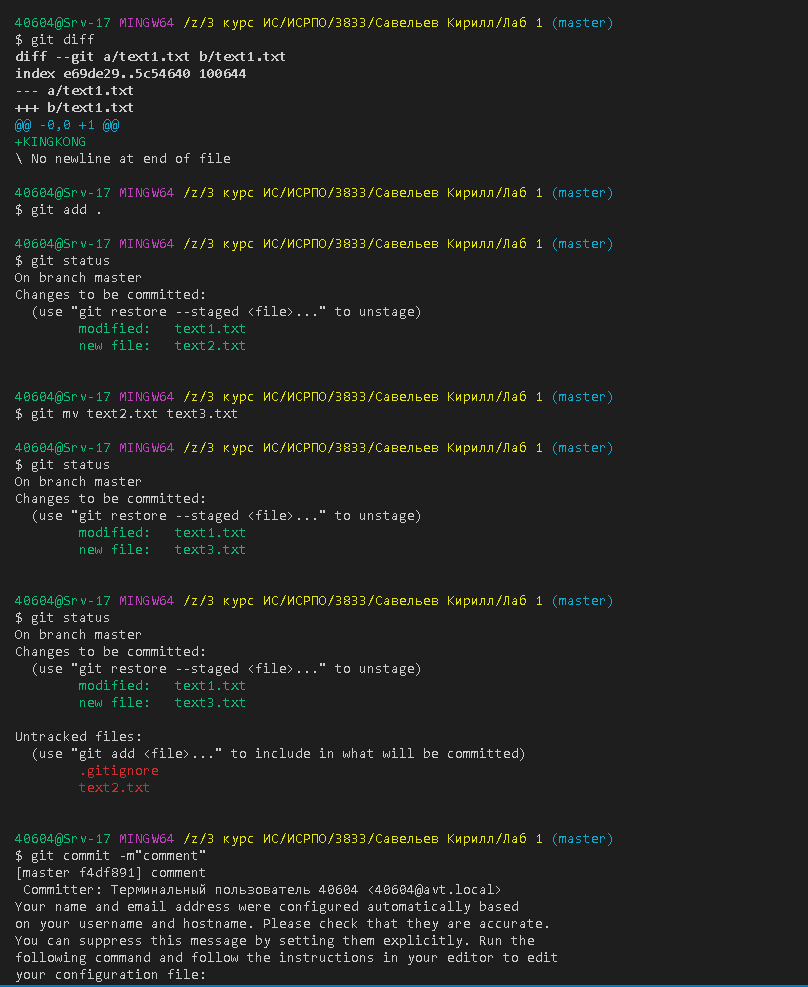 40604@Srv-17 MINGW64 /z/3 курс ИС/ИСРПО/3833/Савельев Кирилл/Лаб 1 (master)
$ git diff
diff --git a/text1.txt b/text1.txt
index e69de29..5c54640 100644
--- a/text1.txt
+++ b/text1.txt
@@ -0,0 +1 @@
+KINGKONG
\ No newline at end of file
40604@Srv-17 MINGW64 /z/3 курс ИС/ИСРПО/3833/Савельев Кирилл/Лаб 1 (master)
$ git add .
40604@Srv-17 MINGW64 /z/3 курс ИС/ИСРПО/3833/Савельев Кирилл/Лаб 1 (master)
$ git status
On branch master
Changes to be committed:
  (use "git restore --staged <file>..." to unstage)
        modified:   text1.txt
        new file:   text2.txt
40604@Srv-17 MINGW64 /z/3 курс ИС/ИСРПО/3833/Савельев Кирилл/Лаб 1 (master)
$ git mv text2.txt text3.txt
40604@Srv-17 MINGW64 /z/3 курс ИС/ИСРПО/3833/Савельев Кирилл/Лаб 1 (master)
$ git status
On branch master
Changes to be committed:
  (use "git restore --staged <file>..." to unstage)
        modified:   text1.txt
        new file:   text3.txt
40604@Srv-17 MINGW64 /z/3 курс ИС/ИСРПО/3833/Савельев Кирилл/Лаб 1 (master)
$ git status
On branch master
Changes to be committed:
  (use "git restore --staged <file>..." to unstage)
        modified:   text1.txt
        new file:   text3.txt
Untracked files:
  (use "git add <file>..." to include in what will be committed)
        .gitignore
        text2.txt
40604@Srv-17 MINGW64 /z/3 курс ИС/ИСРПО/3833/Савельев Кирилл/Лаб 1 (master)
$ git commit -m"comment"
[master f4df891] comment
 Committer: Терминальный пользователь 40604 <40604@avt.local>
Your name and email address were configured automatically based
on your username and hostname. Please check that they are accurate.
You can suppress this message by setting them explicitly. Run the
following command and follow the instructions in your editor to edit
your configuration file: